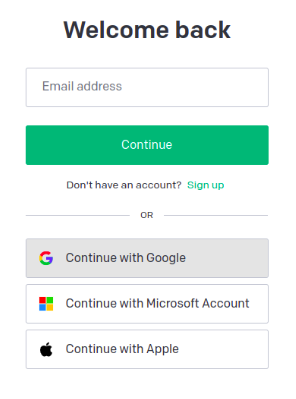 Welcome back
Email address
Continue
Don't have an account? Sign up
OR
Continue with Google
Continue with Microsoft Account
Continue with Apple